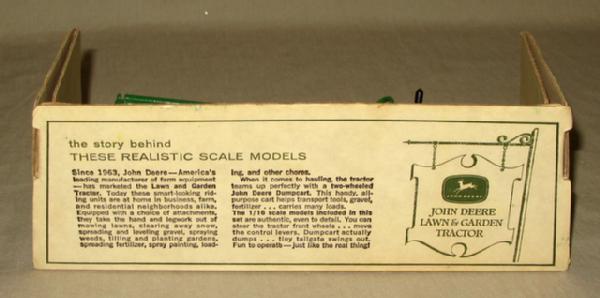 the story behind
THESE REALISTIC SCALE MODELS
Since 1963, John Deere—America's
leading manufacturer of farm equipment
—has marketed the Lawn and Garden
Tractor. Today these smart-looking rid-
ing units are at home in business, farm,
and residential neighborhoods alike.
Equipped with a choice of attachments,
they take the hand and legwork out of
mowing lawns, clearing away snow,
spreading and leveling gravel, spraying
weeds, tilling and planting gardens,
spreading fertilizer, spray painting, load-
ing, and other chores.
When it comes to hauling, the tractor
teams up perfectly with a two-wheeled
John Deere Dumpcart. This handy, all-
purpose cart helps transport tools, gravel,
fertilizer . . . carries many loads.
The 1/16 scale models included in this
set are authentic, even to detail. You can
steer the tractor front wheels . . . move
the control levers. Dumpcart actually
dumps . . . tiny tailgate swings out.
Fun to operate—just like the real thing!
JOHN DEERE
JOHN DEERE
LAWN & GARDEN
TRACTOR